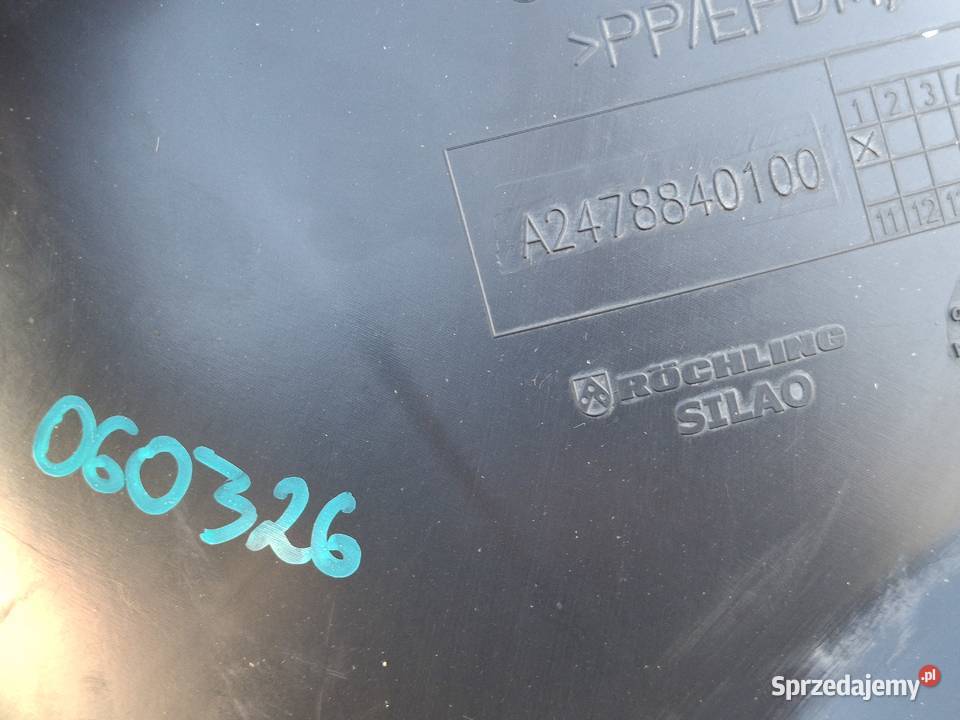 >PP/EPDM
1 2 3 4
X
A2478840100
11 12
RÖCHLING
SILAO
060326
Sprzedajemy.pl